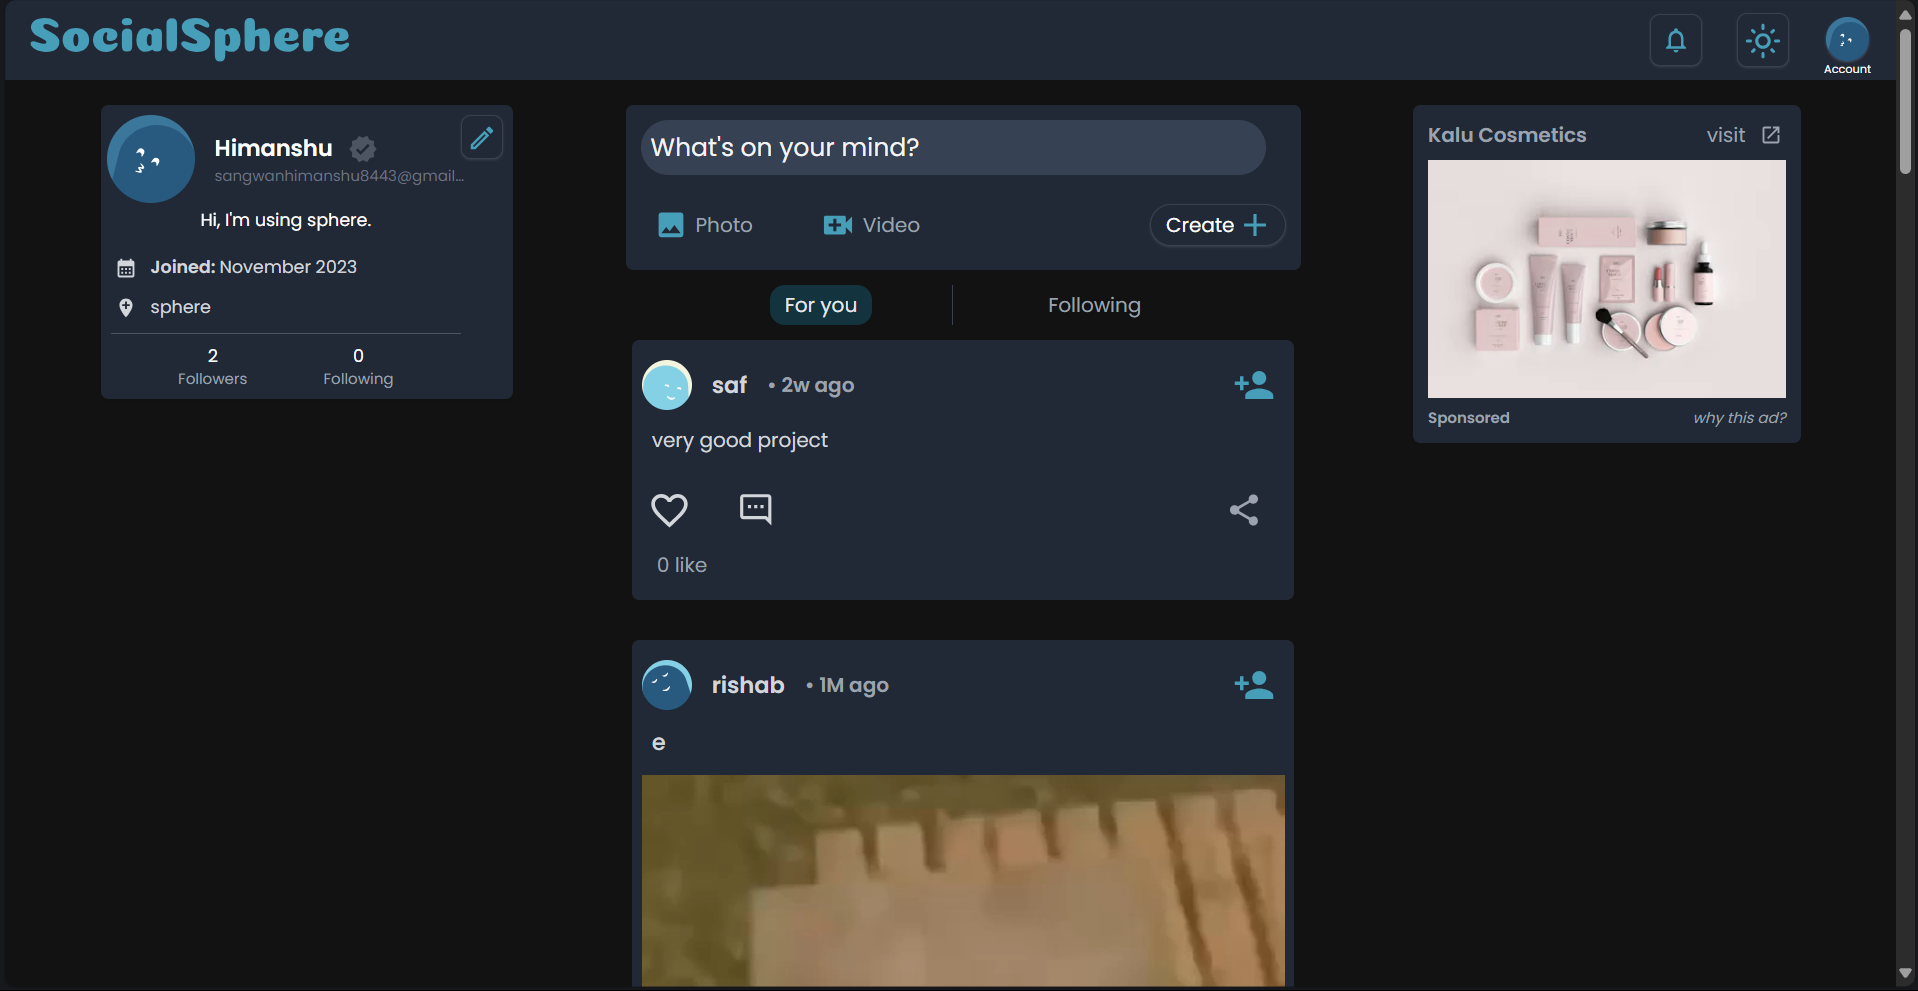 SocialSphere
Account
Himanshu
sangwanhimanshu8443@gmail...
Hi, I'm using sphere.
Joined: November 2023
sphere
2
Followers
0
Following
What's on your mind?
Photo
Video
Create
For you
Following
saf
• 2w ago
very good project
0 like
rishab
• 1M ago
e
Kalu Cosmetics
visit
Sponsored
why this ad?